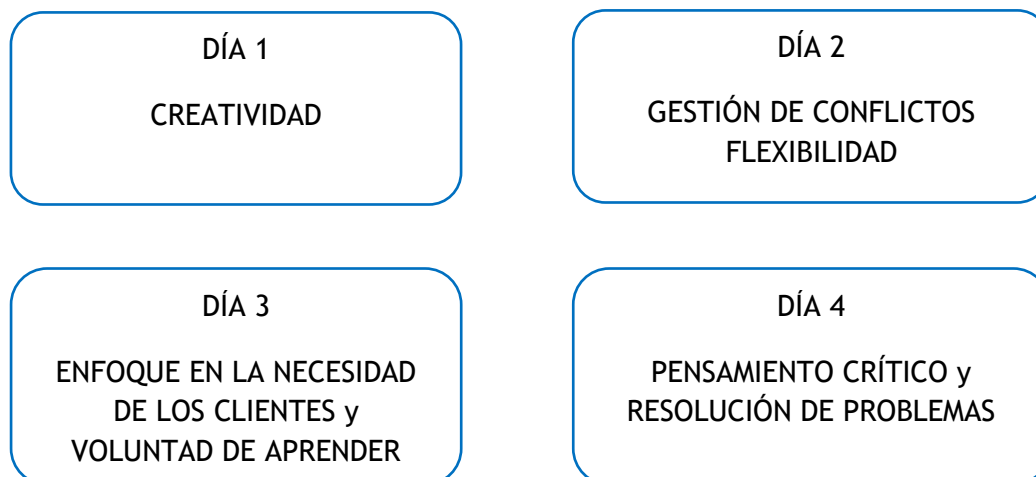 DÍA 1
CREATIVIDAD
DÍA 2
GESTIÓN DE CONFLICTOS
FLEXIBILIDAD
DÍA 3
ENFOQUE EN LA NECESIDAD
DE LOS CLIENTES y
VOLUNTAD DE APRENDER
DÍA 4
PENSAMIENTO CRÍTICO y
RESOLUCIÓN DE PROBLEMAS